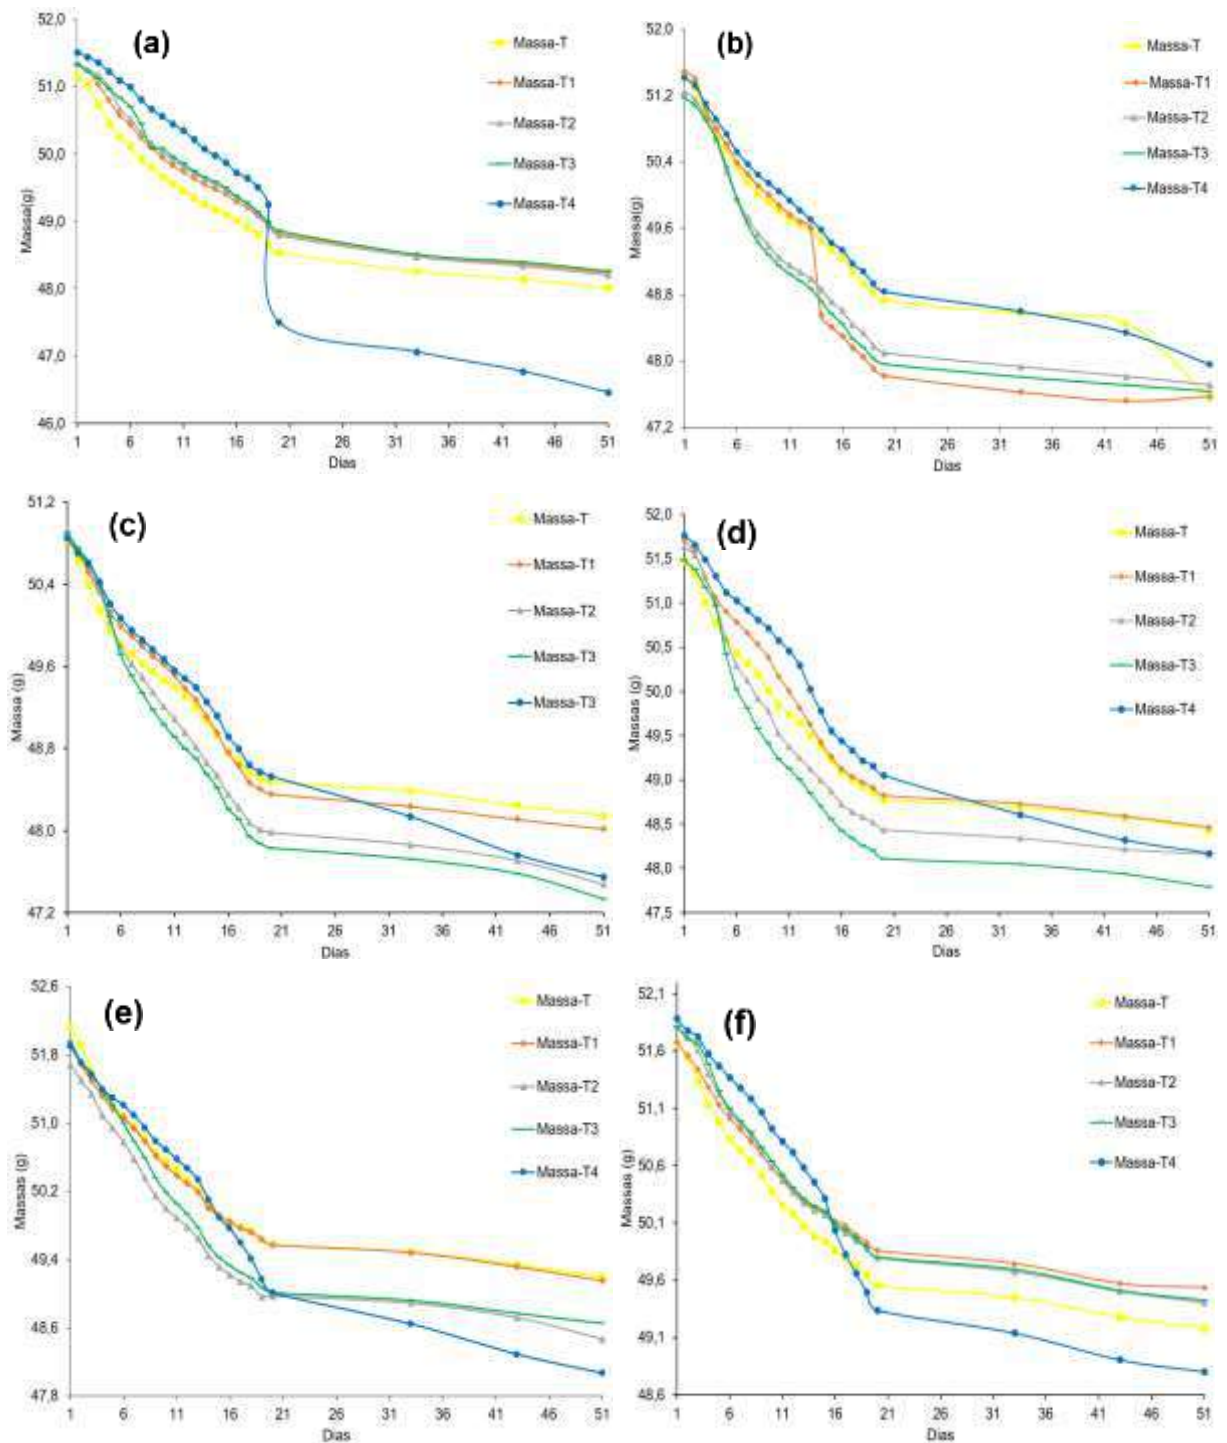 (a)
52,0
51,0
50,0
49,0
48,0
47,0
46,0
45,0
Massa(g)
Massa-T
Massa-T1
Massa-T2
Massa-T3
Massa-T4
1 6 11 16 21 26 31 36 41 46 51
Dias
(b)
52,0
51,2
50,4
49,6
48,8
48,0
47,2
Massa(g)
Massa-T
Massa-T1
Massa-T2
Massa-T3
Massa-T4
1 6 11 16 21 26 31 36 41 46 51
Dias
(c)
51,2
50,4
49,6
48,8
48,0
47,2
Massa (g)
Massa-T
Massa-T1
Massa-T2
Massa-T3
Massa-T3
1 6 11 16 21 26 31 36 41 46 51
Dias
(d)
52,0
51,5
51,0
50,5
50,0
49,5
49,0
48,5
48,0
47,5
Massas (g)
Massa-T
Massa-T1
Massa-T2
Massa-T3
Massa-T4
1 6 11 16 21 26 31 36 41 46 51
Dias
(e)
52,6
51,8
51,0
50,2
49,4
48,6
47,8
Massas (g)
Massa-T
Massa-T1
Massa-T2
Massa-T3
Massa-T4
1 6 11 16 21 26 31 36 41 46 51
Dias
(f)
52,1
51,6
51,1
50,6
50,1
49,6
49,1
48,6
Massas (g)
Massa-T
Massa-T1
Massa-T2
Massa-T3
Massa-T4
1 6 11 16 21 26 31 36 41 46 51
Dias